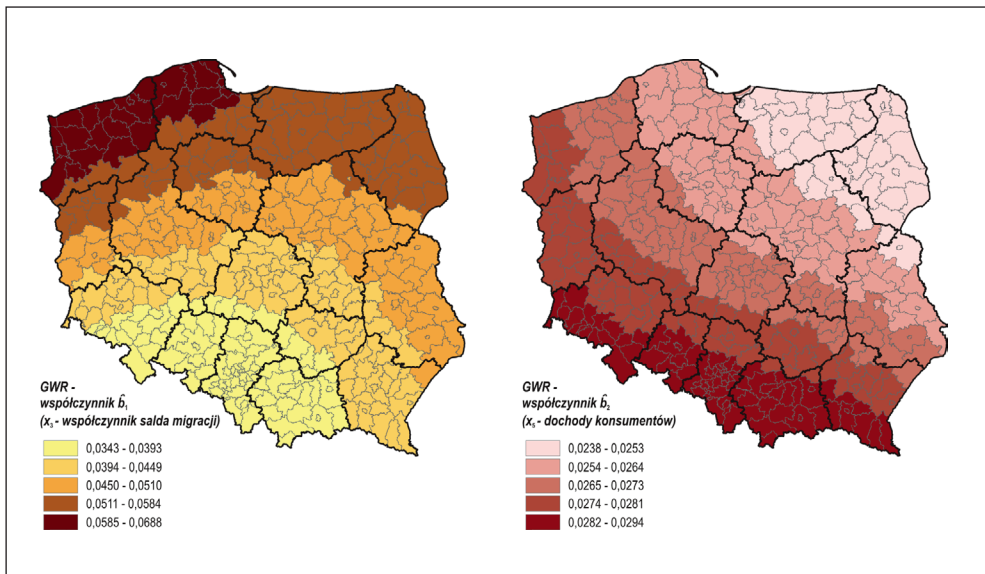 GWR -
współczynnik b̂₁
(x₃ - współczynnik salda migracji)
0,0343 - 0,0393
0,0394 - 0,0449
0,0450 - 0,0510
0,0511 - 0,0584
0,0585 - 0,0688
GWR -
współczynnik b̂₂
(x₅ - dochody konsumentów)
0,0238 - 0,0253
0,0254 - 0,0264
0,0265 - 0,0273
0,0274 - 0,0281
0,0282 - 0,0294